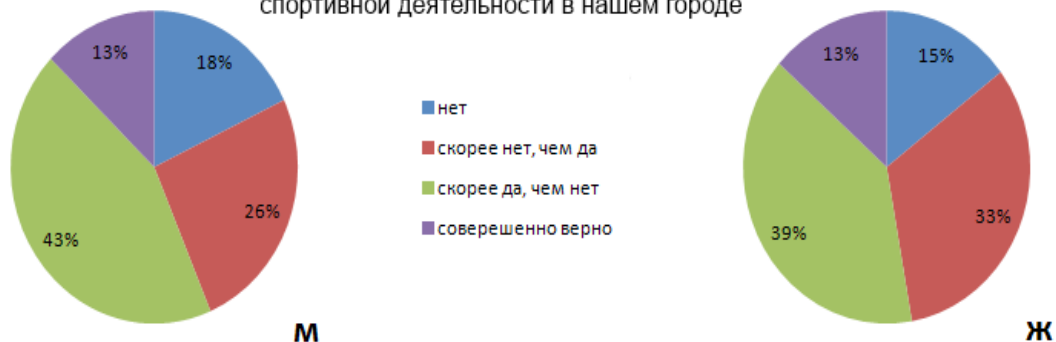 спортивной деятельности в нашем городе
13%
18%
26%
43%
М
нет
скорее нет, чем да
скорее да, чем нет
соверешенно верно
13%
15%
33%
39%
Ж